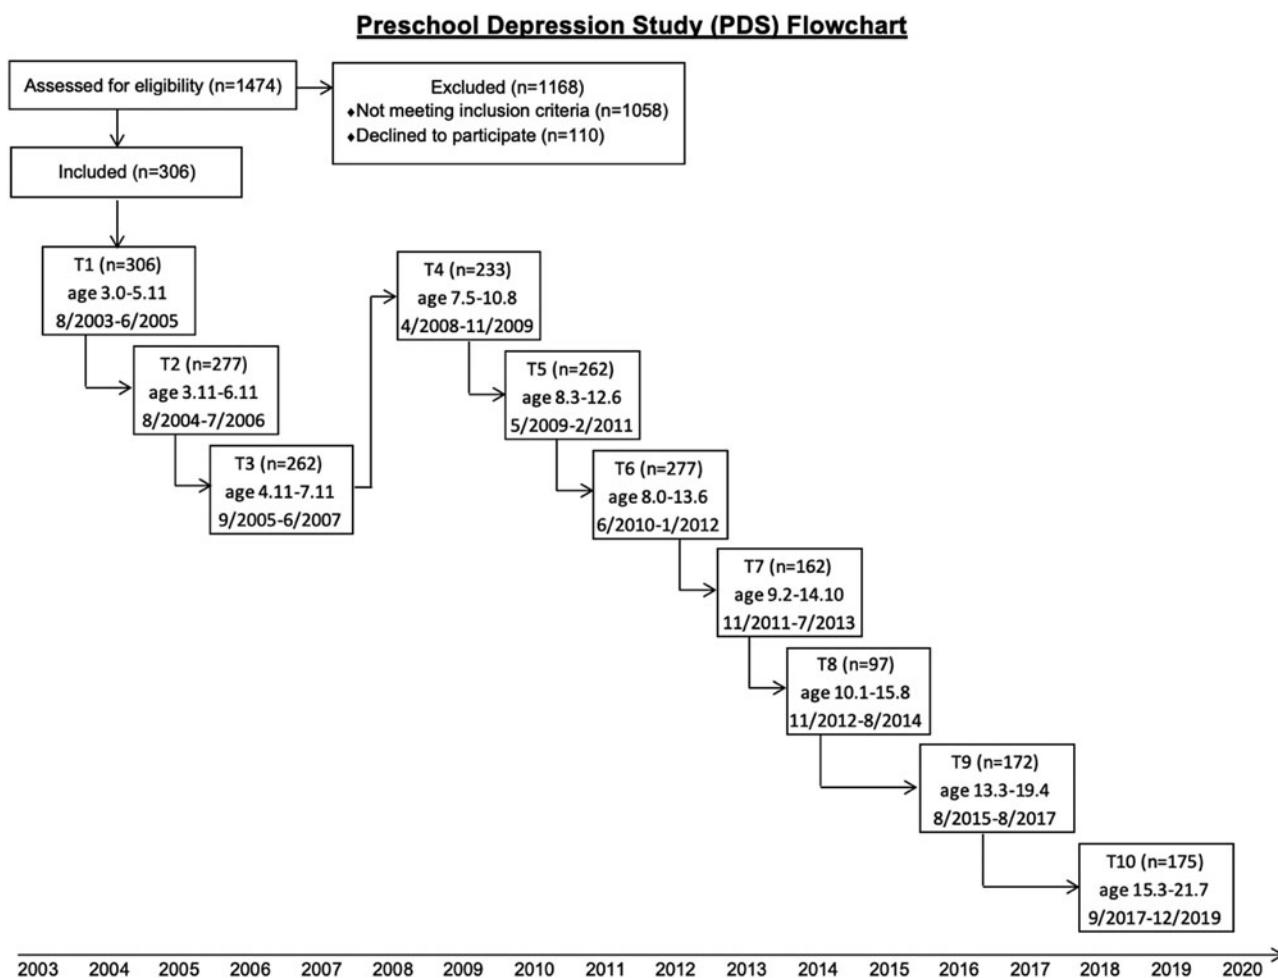 Preschool Depression Study (PDS) Flowchart
Assessed for eligibility (n=1474)
Excluded (n=1168)
♦Not meeting inclusion criteria (n=1058)
♦Declined to participate (n=110)
Included (n=306)
T1 (n=306)
age 3.0-5.11
8/2003-6/2005
T2 (n=277)
age 3.11-6.11
8/2004-7/2006
T3 (n=262)
age 4.11-7.11
9/2005-6/2007
T4 (n=233)
age 7.5-10.8
4/2008-11/2009
T5 (n=262)
age 8.3-12.6
5/2009-2/2011
T6 (n=277)
age 8.0-13.6
6/2010-1/2012
T7 (n=162)
age 9.2-14.10
11/2011-7/2013
T8 (n=97)
age 10.1-15.8
11/2012-8/2014
T9 (n=172)
age 13.3-19.4
8/2015-8/2017
T10 (n=175)
age 15.3-21.7
9/2017-12/2019
2003 2004 2005 2006 2007 2008 2009 2010 2011 2012 2013 2014 2015 2016 2017 2018 2019 2020